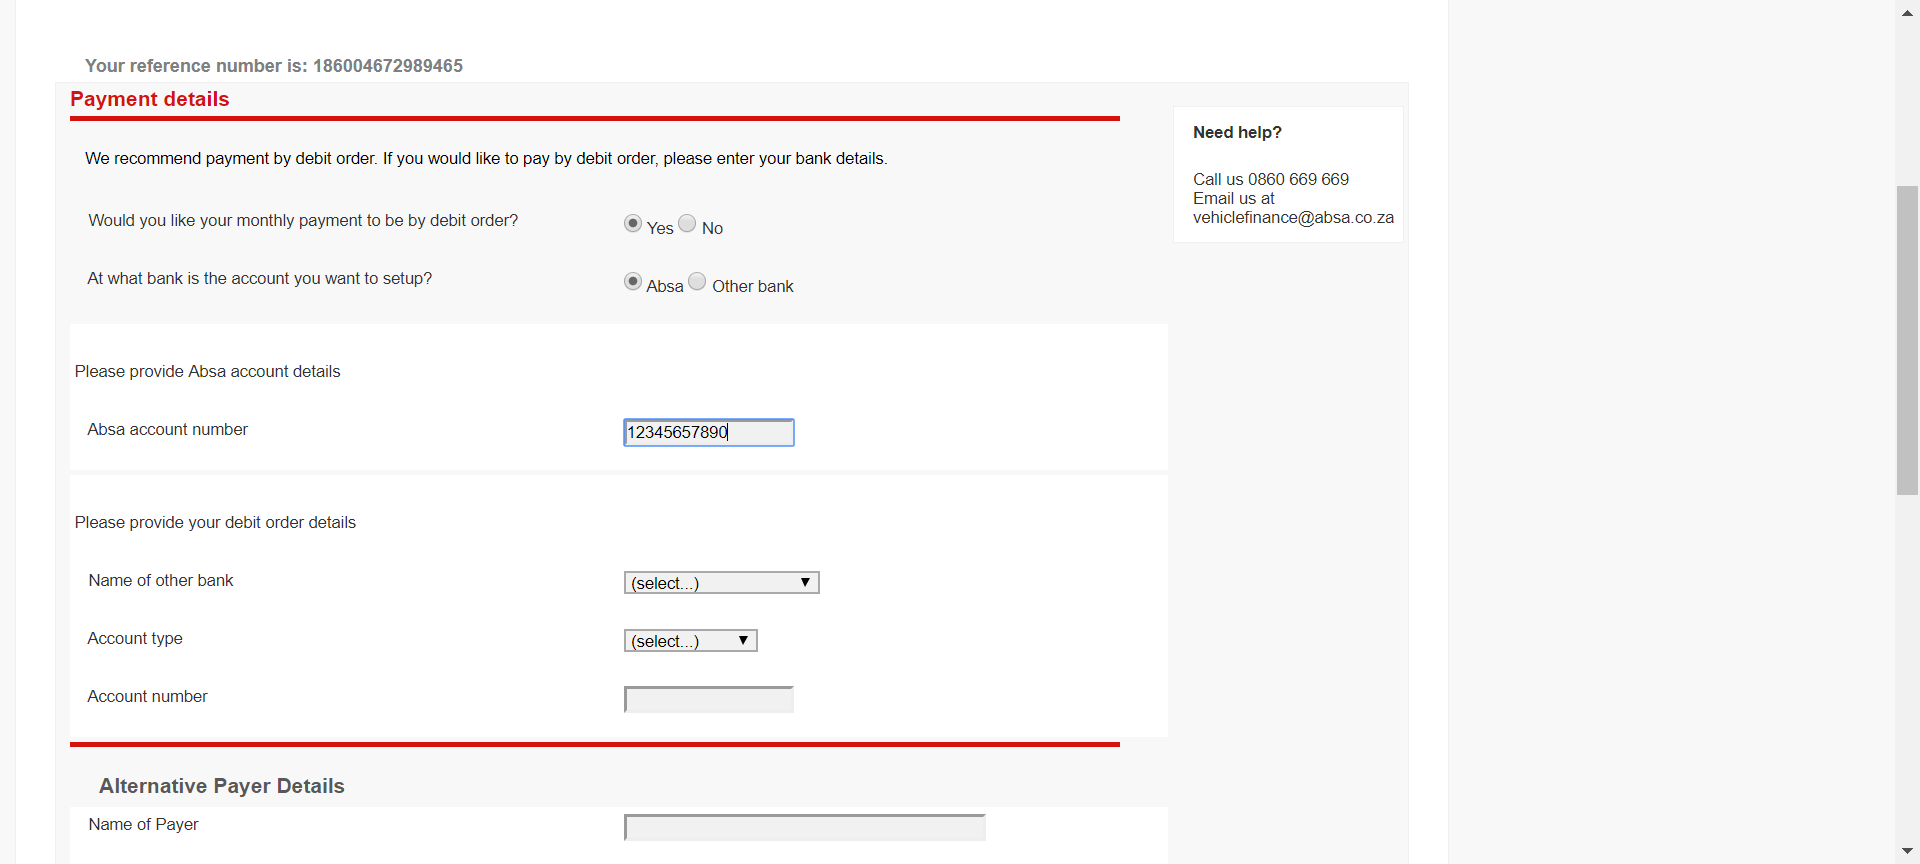 Your reference number is: 186004672989465
Payment details
We recommend payment by debit order. If you would like to pay by debit order, please enter your bank details.
Would you like your monthly payment to be by debit order? Yes No
At what bank is the account you want to setup? Absa Other bank
Please provide Absa account details
Absa account number 12345657890
Please provide your debit order details
Name of other bank (select...)
Account type (select...)
Account number
Alternative Payer Details
Name of Payer
Need help?
Call us 0860 669 669
Email us at
vehiclefinance@absa.co.za